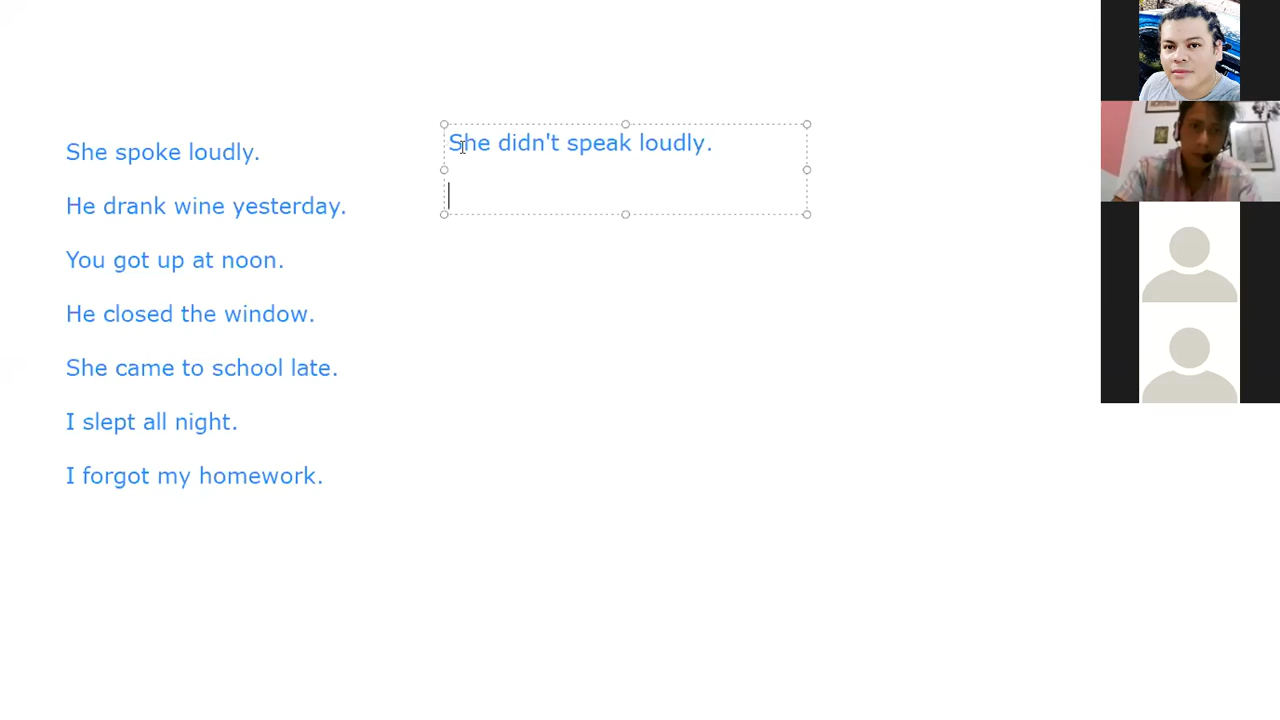 She spoke loudly.
He drank wine yesterday.
You got up at noon.
He closed the window.
She came to school late.
I slept all night.
I forgot my homework.
She didn't speak loudly.